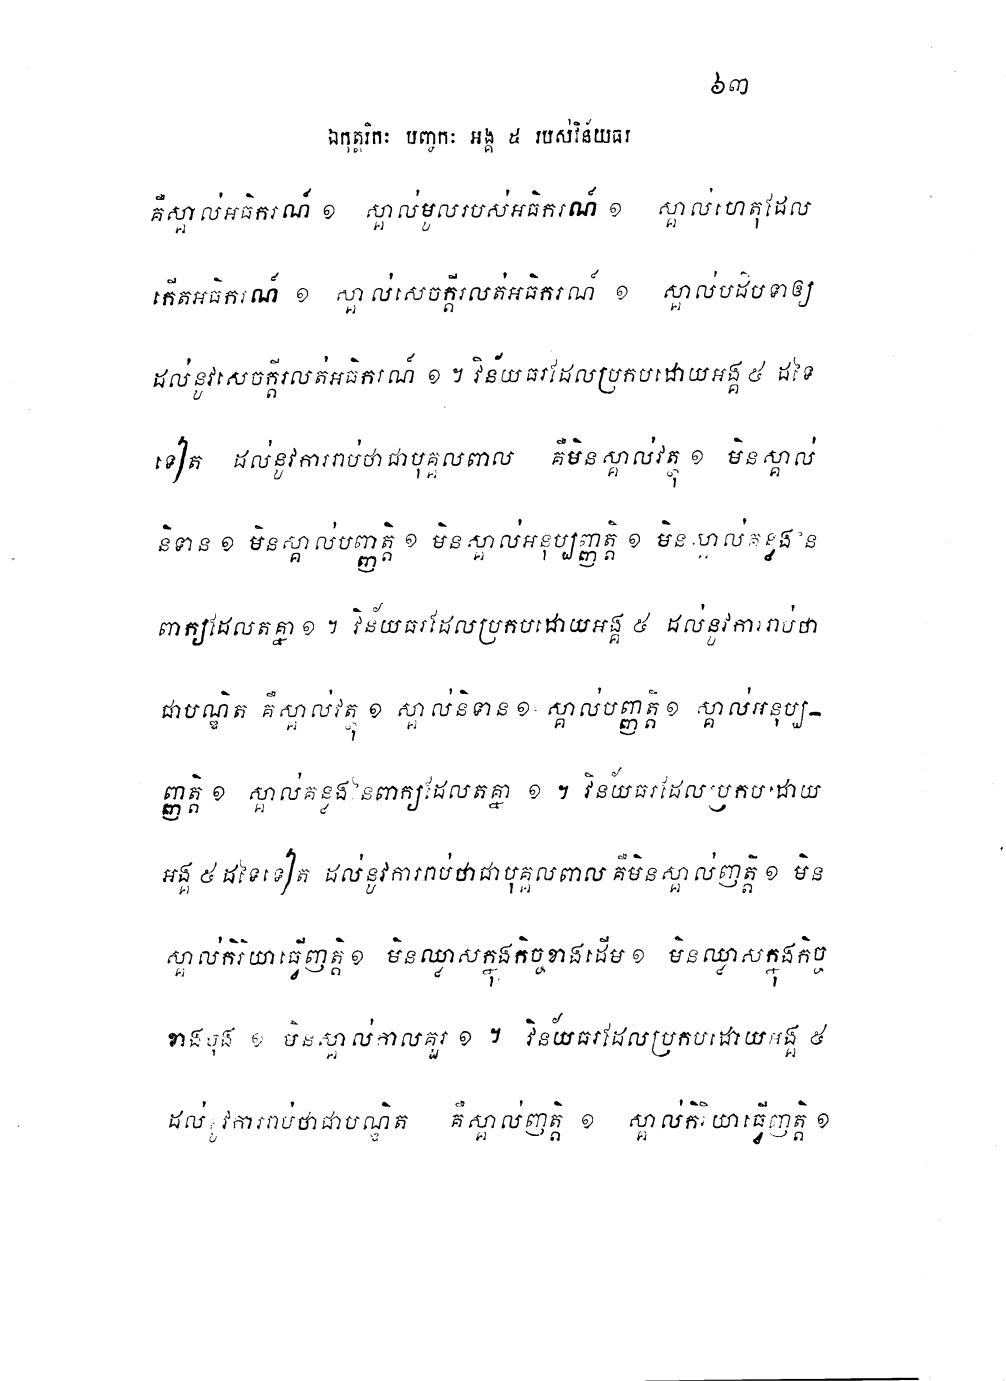 ៦៣
ឯកុត្តរិកៈ បញ្ចកៈ អង្គ ៥ របស់វិន័យធរ
គឺស្គាល់អធិករណ៍ ១ ស្គាល់មូលរបស់អធិករណ៍ ១ ស្គាល់ហេតុដែល
កើតអធិករណ៍ ១ ស្គាល់សេចក្តីរលត់អធិករណ៍ ១ ស្គាល់បដិបទាឲ្យ
ដល់នូវសេចក្តីរលត់អធិករណ៍ ១ ។ វិន័យធរដែលប្រកបដោយអង្គ ៥ ដទៃ
ទៀត ដល់នូវការរាប់ថាជាបុគ្គលពាល គឺមិនស្គាល់វត្ថុ ១ មិនស្គាល់
និទាន ១ មិនស្គាល់បញ្ញត្តិ ១ មិនស្គាល់អនុប្បញ្ញត្តិ ១ មិនស្គាល់គន្លងនៃ
ពាក្យដែលតគ្នា ១ ។ វិន័យធរដែលប្រកបដោយអង្គ ៥ ដល់នូវការរាប់ថា
ជាបណ្ឌិត គឺស្គាល់វត្ថុ ១ ស្គាល់និទាន ១ ស្គាល់បញ្ញត្តិ ១ ស្គាល់អនុប្ប-
ញ្ញត្តិ ១ ស្គាល់គន្លងនៃពាក្យដែលតគ្នា ១ ។ វិន័យធរដែលប្រកបដោយ
អង្គ ៥ ដទៃទៀត ដល់នូវការរាប់ថាជាបុគ្គលពាល គឺមិនស្គាល់ញត្តិ ១ មិន
ស្គាល់កិរិយាធ្វើញត្តិ ១ មិនឈ្លាសក្នុងកិច្ចខាងដើម ១ មិនឈ្លាសក្នុងកិច្ច
ខាងចុង ១ មិនស្គាល់កាលគួរ ១ ។ វិន័យធរដែលប្រកបដោយអង្គ ៥
ដល់នូវការរាប់ថាជាបណ្ឌិត គឺស្គាល់ញត្តិ ១ ស្គាល់កិរិយាធ្វើញត្តិ ១